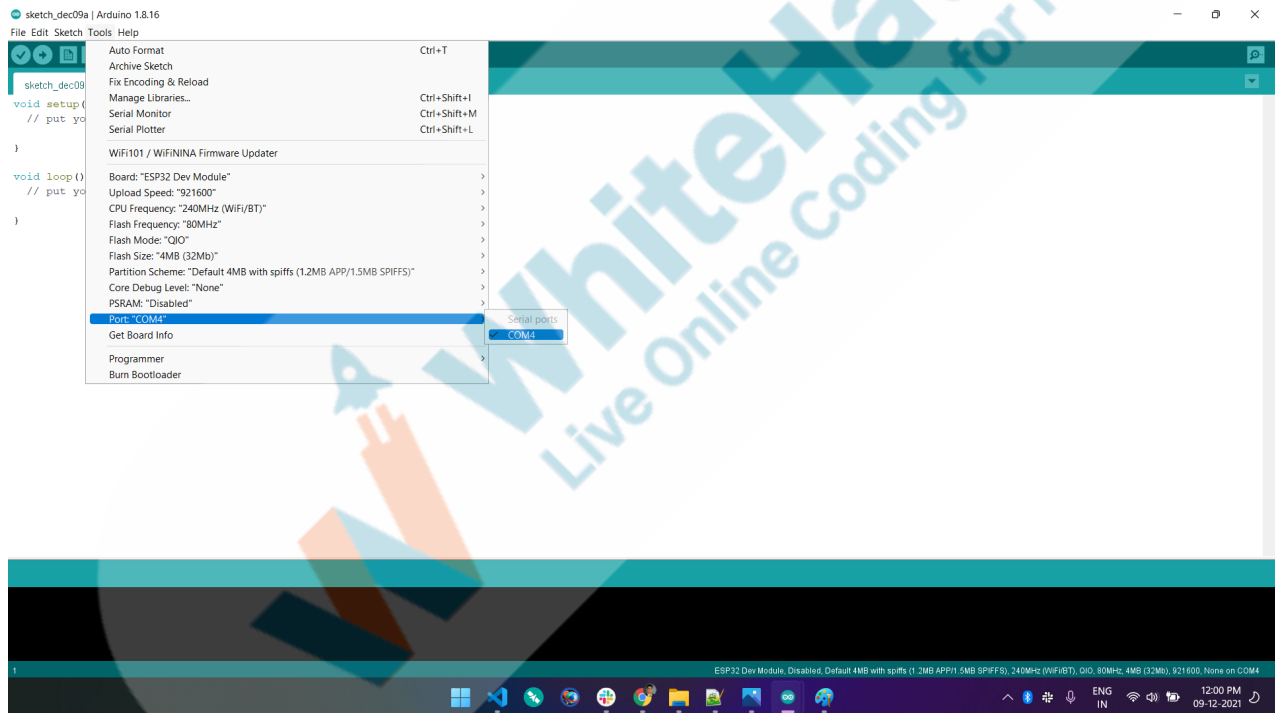 sketch_dec09a | Arduino 1.8.16
File Edit Sketch Tools Help
Auto Format Ctrl+T
Archive Sketch
Fix Encoding & Reload
Manage Libraries... Ctrl+Shift+I
Serial Monitor Ctrl+Shift+M
Serial Plotter Ctrl+Shift+L
WiFi101 / WiFiNINA Firmware Updater
Board: "ESP32 Dev Module"
Upload Speed: "921600"
CPU Frequency: "240MHz (WiFi/BT)"
Flash Frequency: "80MHz"
Flash Mode: "QIO"
Flash Size: "4MB (32Mb)"
Partition Scheme: "Default 4MB with spiffs (1.2MB APP/1.5MB SPIFFS)"
Core Debug Level: "None"
PSRAM: "Disabled"
Port: "COM4"
Get Board Info
Programmer
Burn Bootloader
Serial ports
COM4
sketch_dec09
void setup(
// put yo
}
void loop()
// put yo
}
WhiteHa
Live Online Coding for
1
ESP32 Dev Module, Disabled, Default 4MB with spiffs (1.2MB APP/1.5MB SPIFFS), 240MHz (WiFi/BT), QIO, 80MHz, 4MB (32Mb), 921600, None on COM4
ENG
IN
12:00 PM
09-12-2021